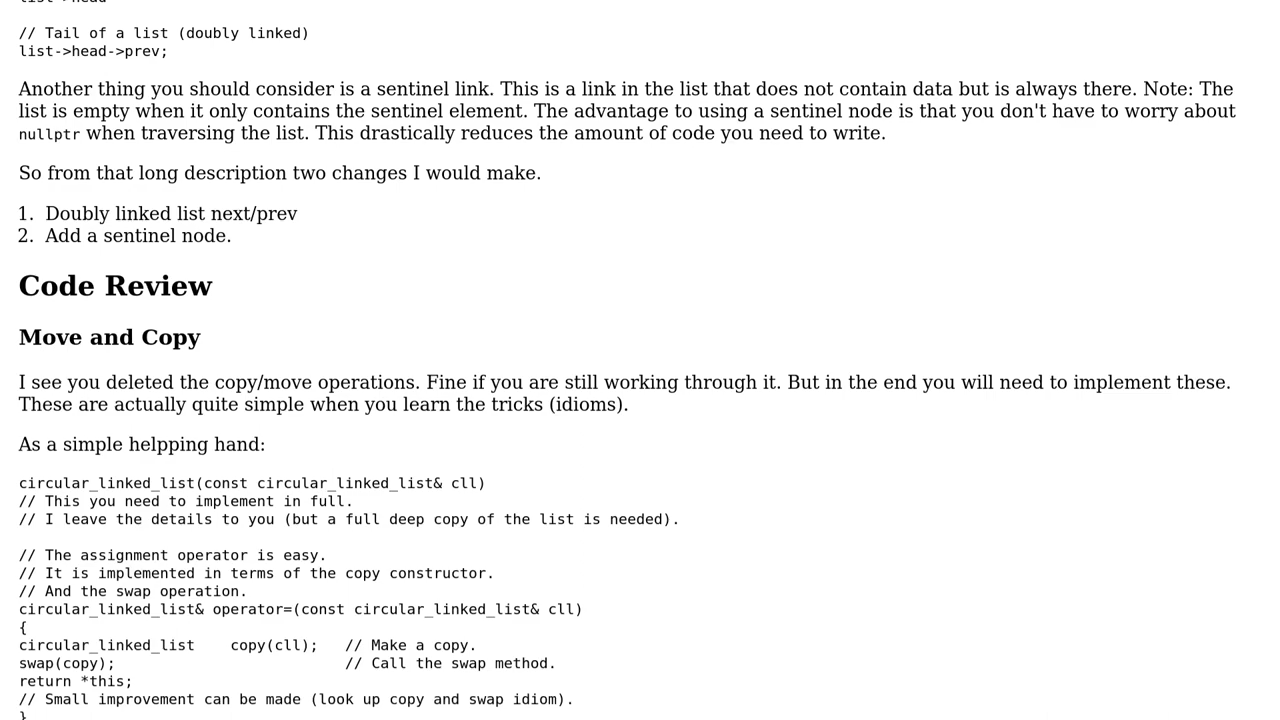 // Tail of a list (doubly linked)
list->head->prev;
Another thing you should consider is a sentinel link. This is a link in the list that does not contain data but is always there. Note: The
list is empty when it only contains the sentinel element. The advantage to using a sentinel node is that you don't have to worry about
nullptr when traversing the list. This drastically reduces the amount of code you need to write.
So from that long description two changes I would make.
1. Doubly linked list next/prev
2. Add a sentinel node.
Code Review
Move and Copy
I see you deleted the copy/move operations. Fine if you are still working through it. But in the end you will need to implement these.
These are actually quite simple when you learn the tricks (idioms).
As a simple helpping hand:
circular_linked_list(const circular_linked_list& cll)
// This you need to implement in full.
// I leave the details to you (but a full deep copy of the list is needed).
// The assignment operator is easy.
// It is implemented in terms of the copy constructor.
// And the swap operation.
circular_linked_list& operator=(const circular_linked_list& cll)
{
circular_linked_list    copy(cll);   // Make a copy.
swap(copy);                          // Call the swap method.
return *this;
// Small improvement can be made (look up copy and swap idiom).
}